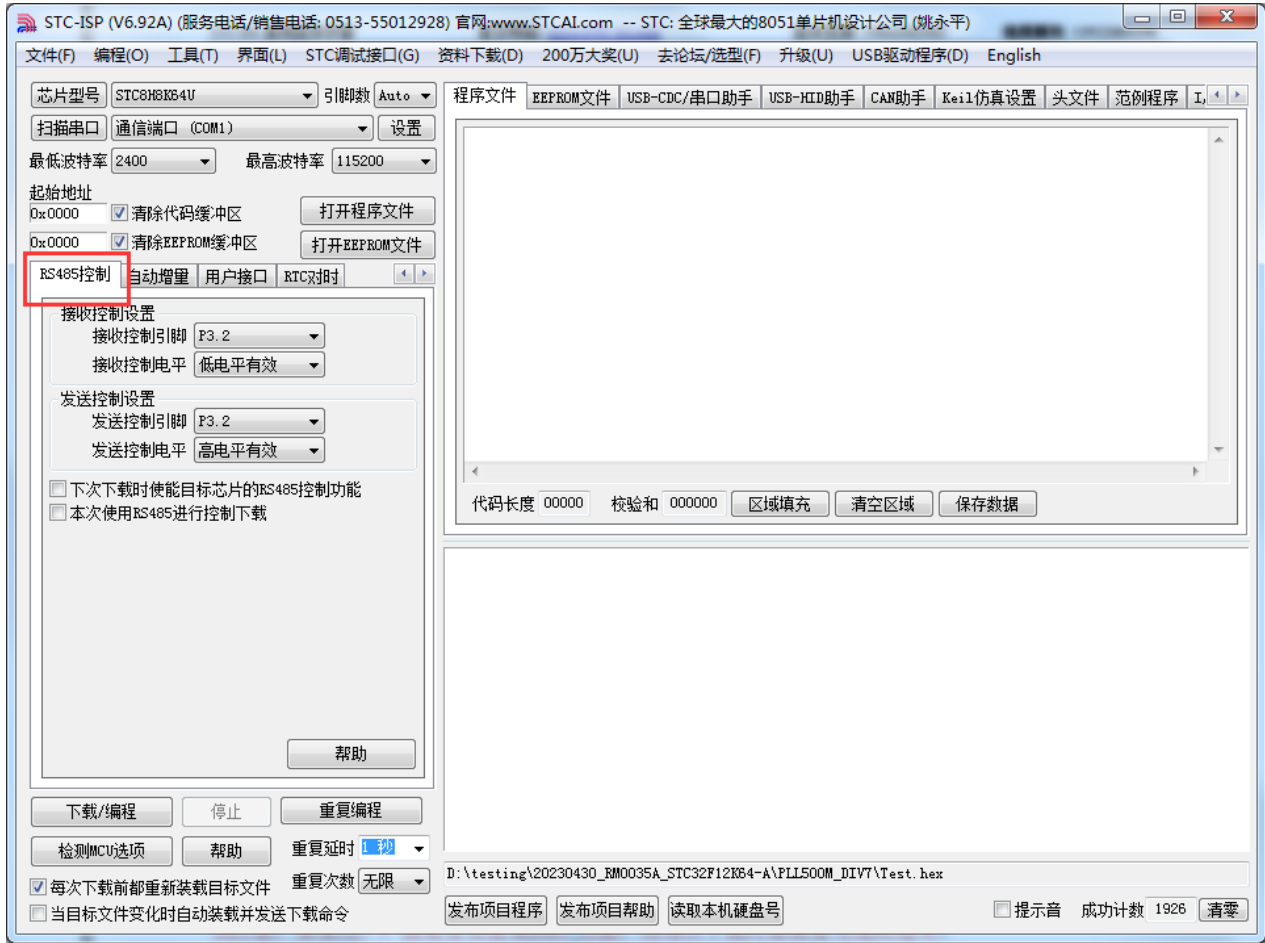 STC-ISP (V6.92A) (服务电话/销售电话: 0513-55012928) 官网:www.STCAI.com -- STC: 全球最大的8051单片机设计公司 (姚永平)
文件(F) 编程(O) 工具(T) 界面(L) STC调试接口(G) 资料下载(D) 200万大奖(U) 去论坛/选型(F) 升级(U) USB驱动程序(D) English
芯片型号 STC8H8K64U 引脚数 Auto
扫描串口 通信端口 (COM1) 设置
最低波特率 2400 最高波特率 115200
起始地址
0x0000 清除代码缓冲区 打开程序文件
0x0000 清除EEPROM缓冲区 打开EEPROM文件
RS485控制 自动增量 用户接口 RTC对时
接收控制设置
接收控制引脚 P3.2
接收控制电平 低电平有效
发送控制设置
发送控制引脚 P3.2
发送控制电平 高电平有效
下次下载时使能目标芯片的RS485控制功能
本次使用RS485进行控制下载
帮助
下载/编程 停止 重复编程
检测MCU选项 帮助 重复延时 1 秒
每次下载前都重新装载目标文件 重复次数 无限
当目标文件变化时自动装载并发送下载命令
程序文件 EEPROM文件 USB-CDC/串口助手 USB-HID助手 CAN助手 Keil仿真设置 头文件 范例程序
代码长度 00000 校验和 000000 区域填充 清空区域 保存数据
D:\testing\20230430_RM0035A_STC32F12K64-A\PLL500M_DIV7\Test.hex
发布项目程序 发布项目帮助 读取本机硬盘号 提示音 成功计数 1926 清零